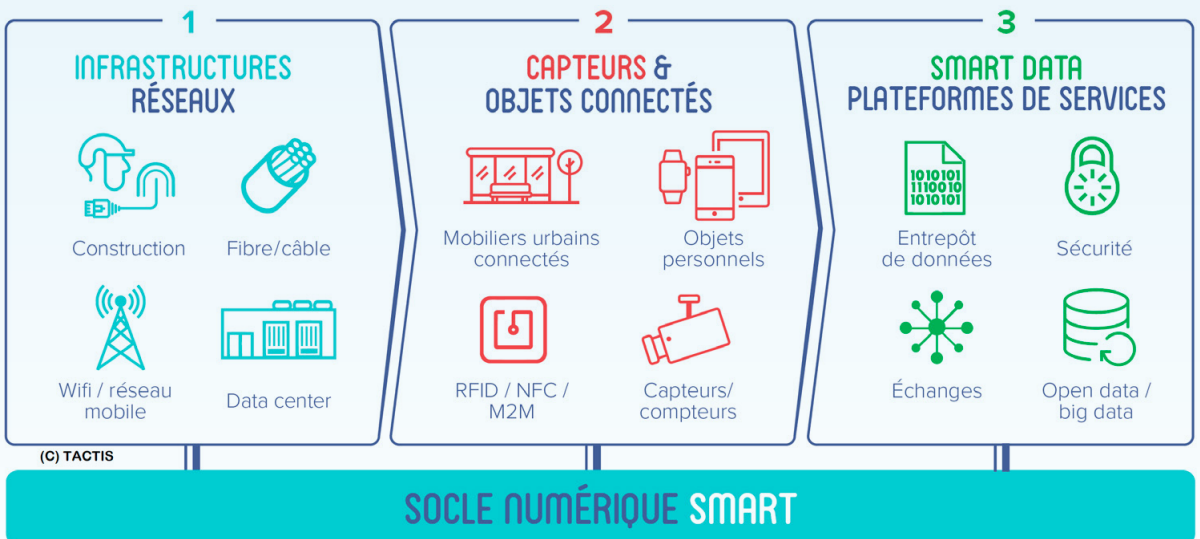 1
INFRASTRUCTURES
RÉSEAUX
Construction
Fibre/câble
Wifi / réseau
mobile
Data center
2
CAPTEURS &
OBJETS CONNECTÉS
Mobiliers urbains
connectés
Objets
personnels
RFID / NFC /
M2M
Capteurs/
compteurs
3
SMART DATA
PLATEFORMES DE SERVICES
1010101
1110010
1010101
Entrepôt
de données
Sécurité
Échanges
Open data /
big data
(C) TACTIS
SOCLE NUMÉRIQUE SMART